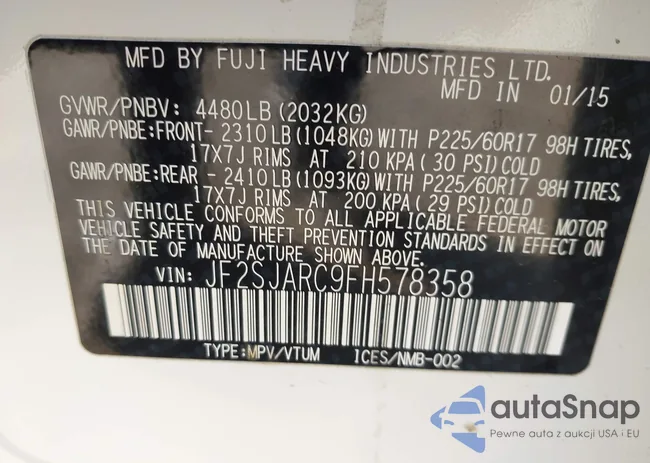 MFD BY FUJI HEAVY INDUSTRIES LTD.
MFD IN 01/15
GVWR/PNBV: 4480LB(2032KG)
GAWR/PNBE:FRONT- 2310LB(1048KG)WITH P225/60R17 98H TIRES,
17X7J RIMS AT 210 KPA( 30 PSI)COLD
GAWR/PNBE:REAR - 2410LB(1093KG)WITH P225/60R17 98H TIRES,
17X7J RIMS AT 200 KPA( 29 PSI)COLD
THIS VEHICLE CONFORMS TO ALL APPLICABLE FEDERAL MOTOR
VEHICLE SAFETY AND THEFT PREVENTION STANDARDS IN EFFECT ON
THE DATE OF MANUFACTURE SHOWN ABOVE.
VIN: JF2SJARC9FH578358
TYPE:MPV/VTUM ICES/NMB-002
autaSnap
Pewne auta z aukcji USA i EU